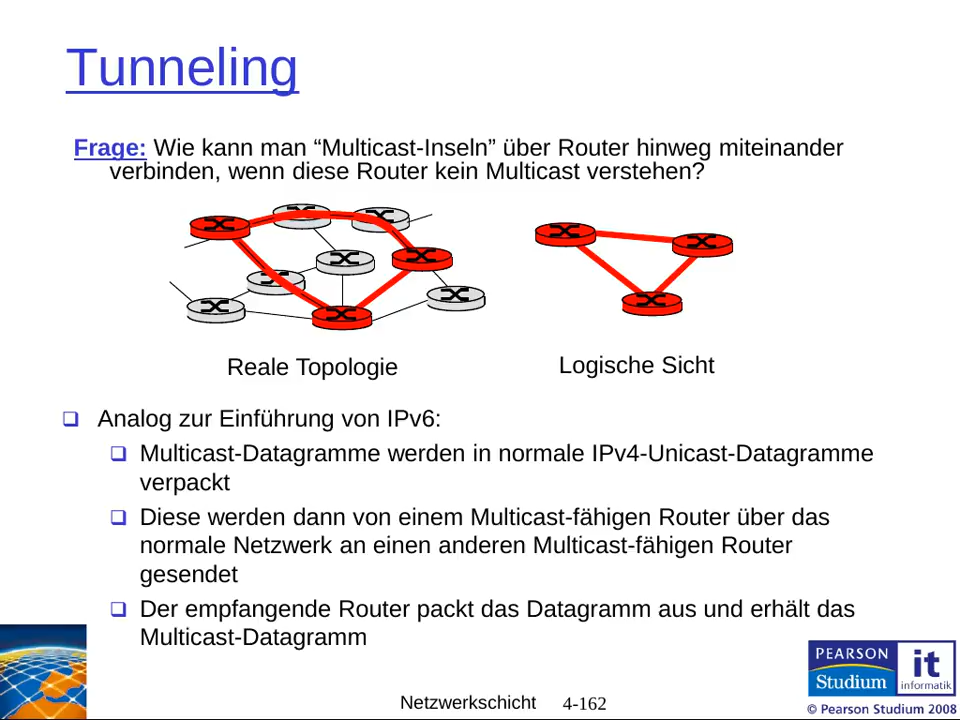 Tunneling
Frage: Wie kann man “Multicast-Inseln” über Router hinweg miteinander
verbinden, wenn diese Router kein Multicast verstehen?
Reale Topologie
Logische Sicht
Analog zur Einführung von IPv6:
Multicast-Datagramme werden in normale IPv4-Unicast-Datagramme
verpackt
Diese werden dann von einem Multicast-fähigen Router über das
normale Netzwerk an einen anderen Multicast-fähigen Router
gesendet
Der empfangende Router packt das Datagramm aus und erhält das
Multicast-Datagramm
PEARSON
Studium
it
informatik
Netzwerkschicht 4-162
© Pearson Studium 2008